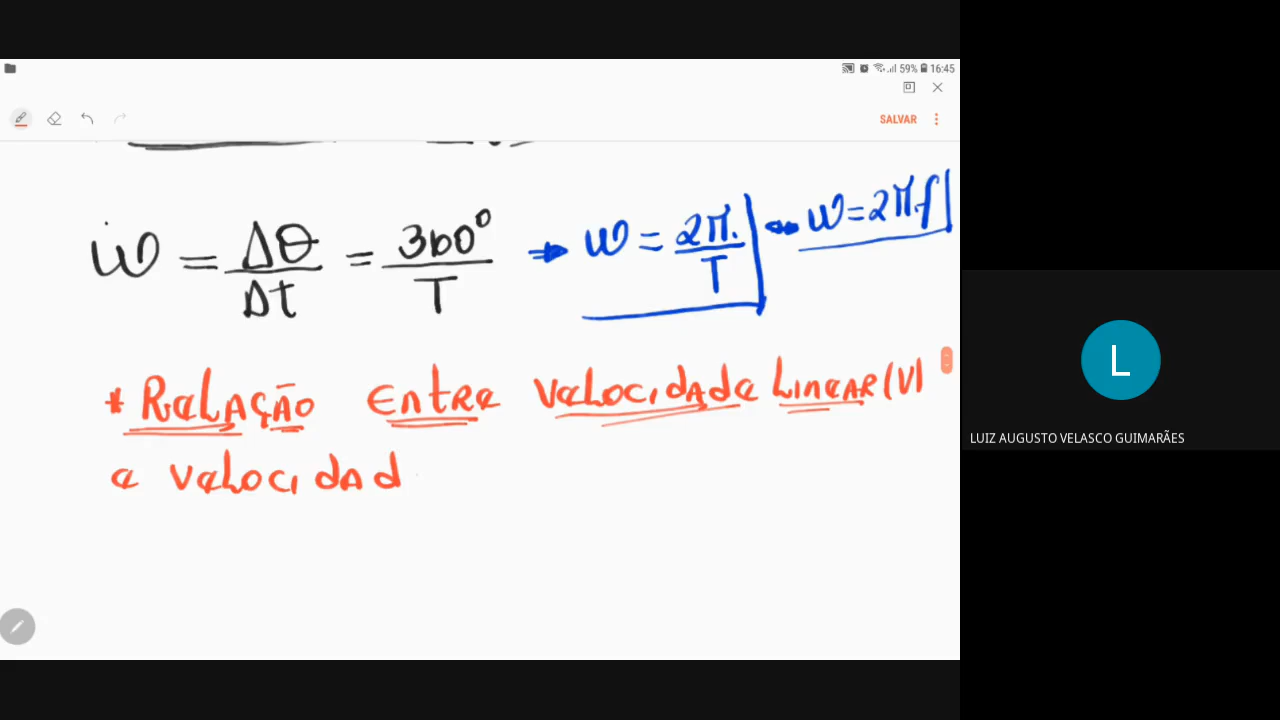 59% 16:45
SALVAR
ω = Δθ/Δt = 360°/T ⇒ ω = 2π/T ⇒ ω = 2π.f
* Relação Entre Velocidade Linear (V)
e velocidad
L
LUIZ AUGUSTO VELASCO GUIMARÃES